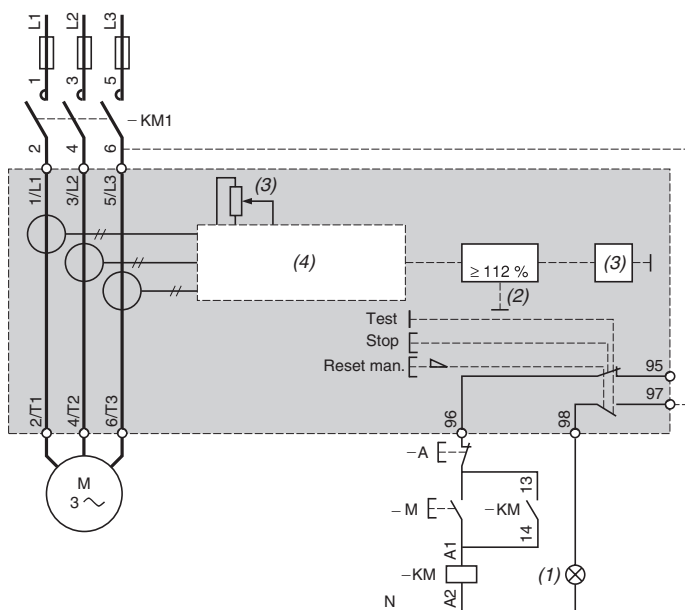 L1 L2 L3
1 3 5
– KM1
2 4 6
1/L1 3/L2 5/L3
(3)
(4)
≥ 112 %
(3)
(2)
Test
Stop
Reset man.
95
97
2/T1 4/T2 6/T3
96 98
– A
M
3 ~
13
– M
– KM
14
A1
– KM
(1)
N
A2